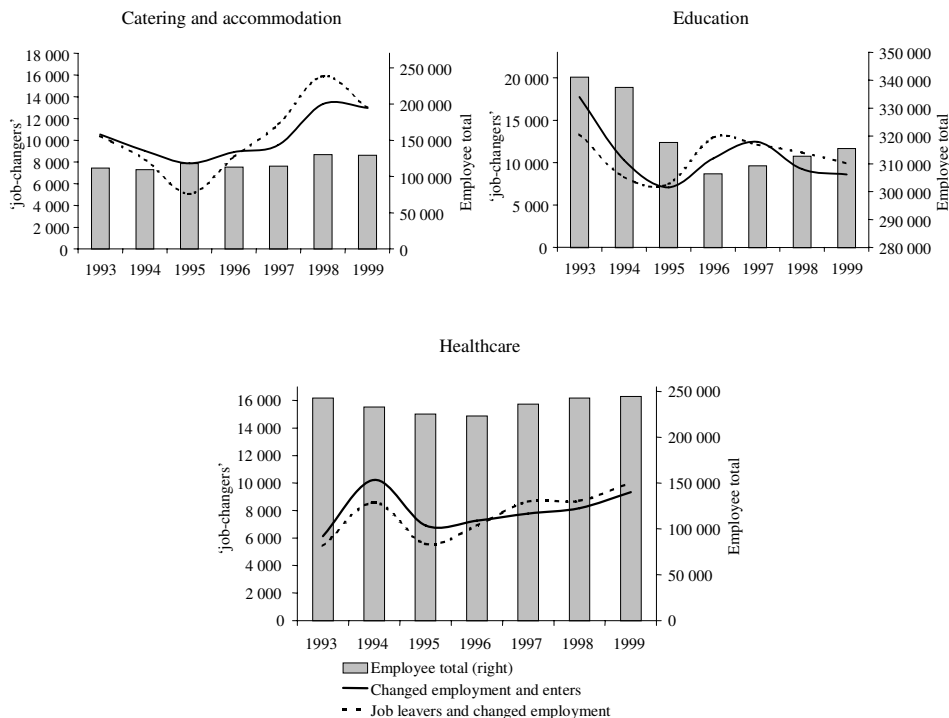 Catering and accommodation
18 000
16 000
14 000
12 000
10 000
8 000
6 000
4 000
2 000
0
'job-changers'
250 000
200 000
150 000
100 000
50 000
0
Employee total
1993 1994 1995 1996 1997 1998 1999
Education
20 000
15 000
10 000
5 000
0
'job-changers'
350 000
340 000
330 000
320 000
310 000
300 000
290 000
280 000
Employee total
1993 1994 1995 1996 1997 1998 1999
Healthcare
16 000
14 000
12 000
10 000
8 000
6 000
4 000
2 000
0
'job-changers'
250 000
200 000
150 000
100 000
50 000
0
Employee total
1993 1994 1995 1996 1997 1998 1999
Employee total (right)
Changed employment and enters
Job leavers and changed employment